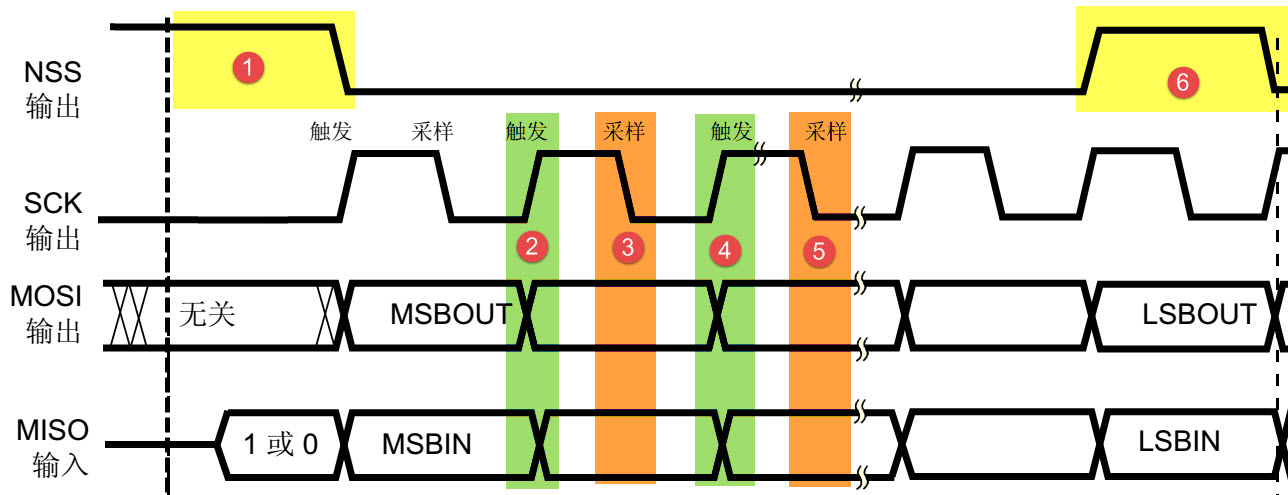 NSS
输出
1
6
触发 采样 触发 采样 触发 采样
SCK
输出
2 3 4 5
MOSI
输出
无关 MSBOUT LSBOUT
MISO
输入
1 或 0 MSBIN LSBIN